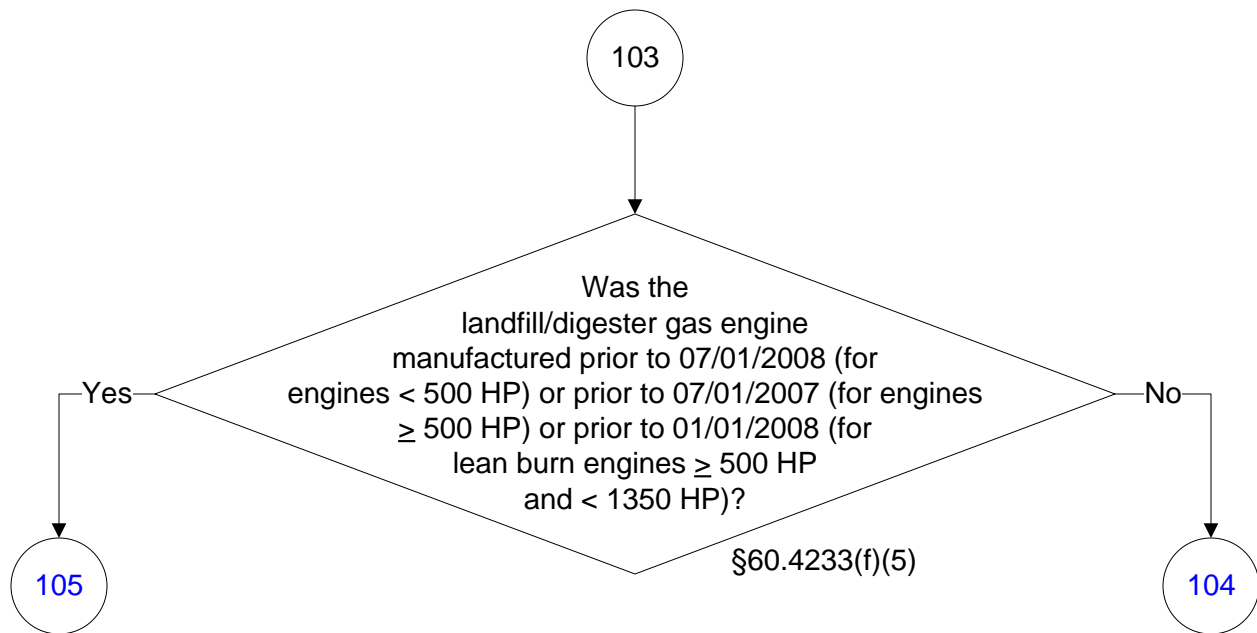 103
Was the
landfill/digester gas engine
manufactured prior to 07/01/2008 (for
engines < 500 HP) or prior to 07/01/2007 (for engines
≥ 500 HP) or prior to 01/01/2008 (for
lean burn engines ≥ 500 HP
and < 1350 HP)?
Yes
No
§60.4233(f)(5)
105
104